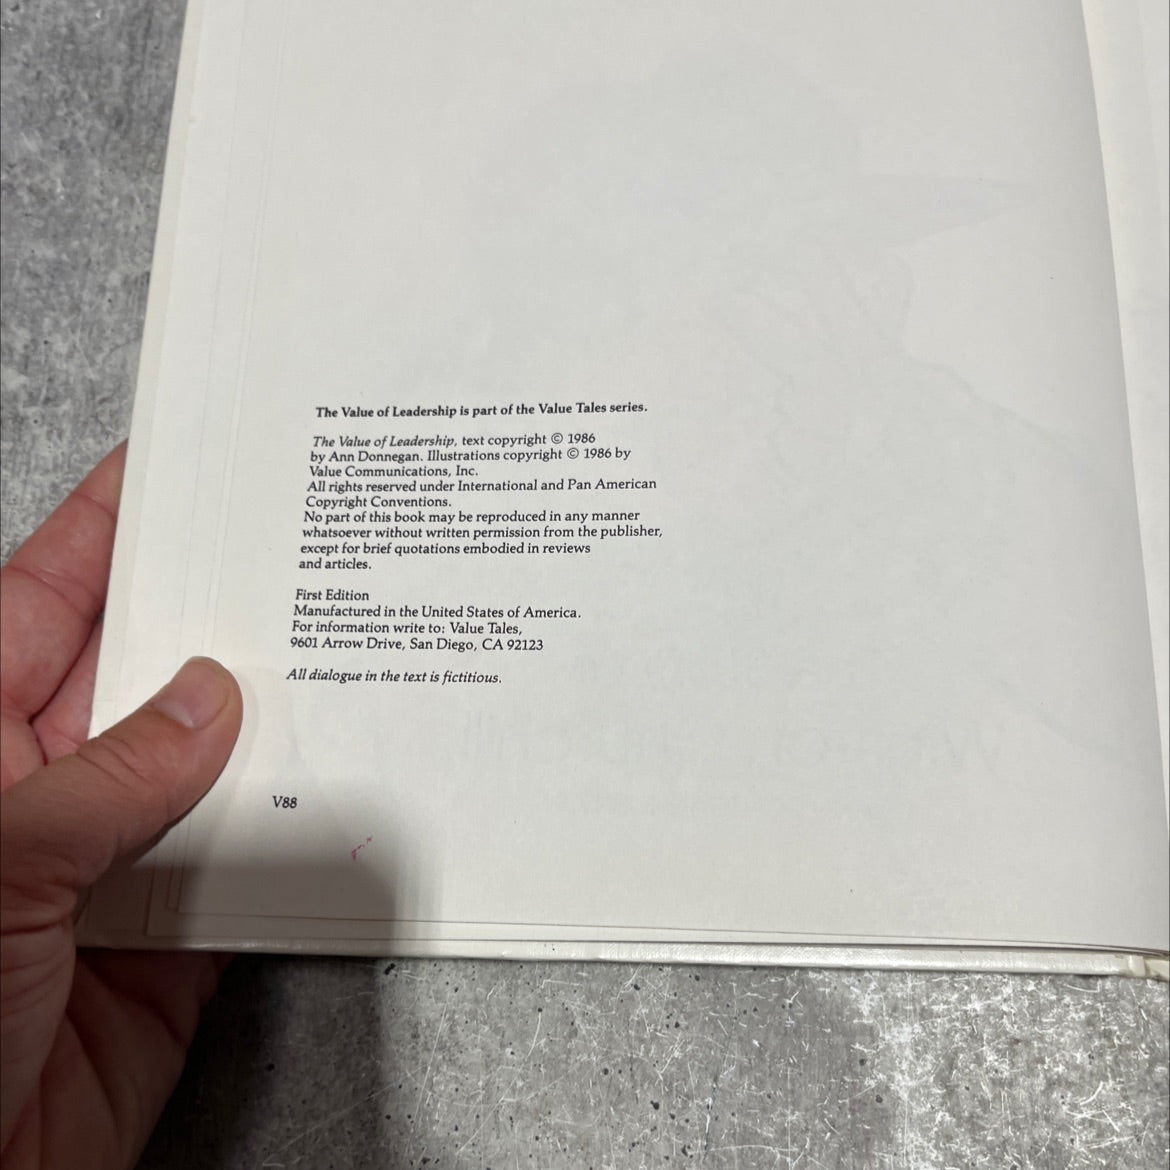 The Value of Leadership is part of the Value Tales series.
The Value of Leadership, text copyright © 1986
by Ann Donnegan. Illustrations copyright © 1986 by
Value Communications, Inc.
All rights reserved under International and Pan American
Copyright Conventions.
No part of this book may be reproduced in any manner
whatsoever without written permission from the publisher,
except for brief quotations embodied in reviews
and articles.
First Edition
Manufactured in the United States of America.
For information write to: Value Tales,
9601 Arrow Drive, San Diego, CA 92123
All dialogue in the text is fictitious.
V88